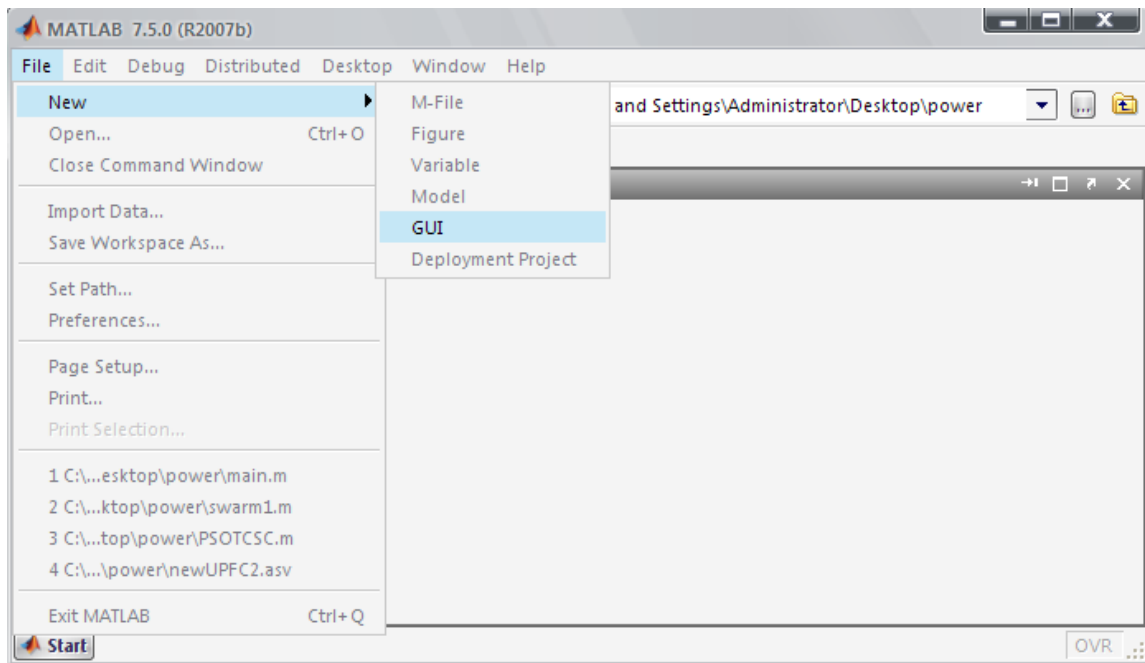 MATLAB 7.5.0 (R2007b)
File Edit Debug Distributed Desktop Window Help
New
Open... Ctrl+O
Close Command Window
Import Data...
Save Workspace As...
Set Path...
Preferences...
Page Setup...
Print...
Print Selection...
1 C:\...esktop\power\main.m
2 C:\...ktop\power\swarm1.m
3 C:\...top\power\PSOTCSC.m
4 C:\...\power\newUPFC2.asv
Exit MATLAB Ctrl+Q
M-File
Figure
Variable
Model
GUI
Deployment Project
and Settings\Administrator\Desktop\power
...
Start
OVR